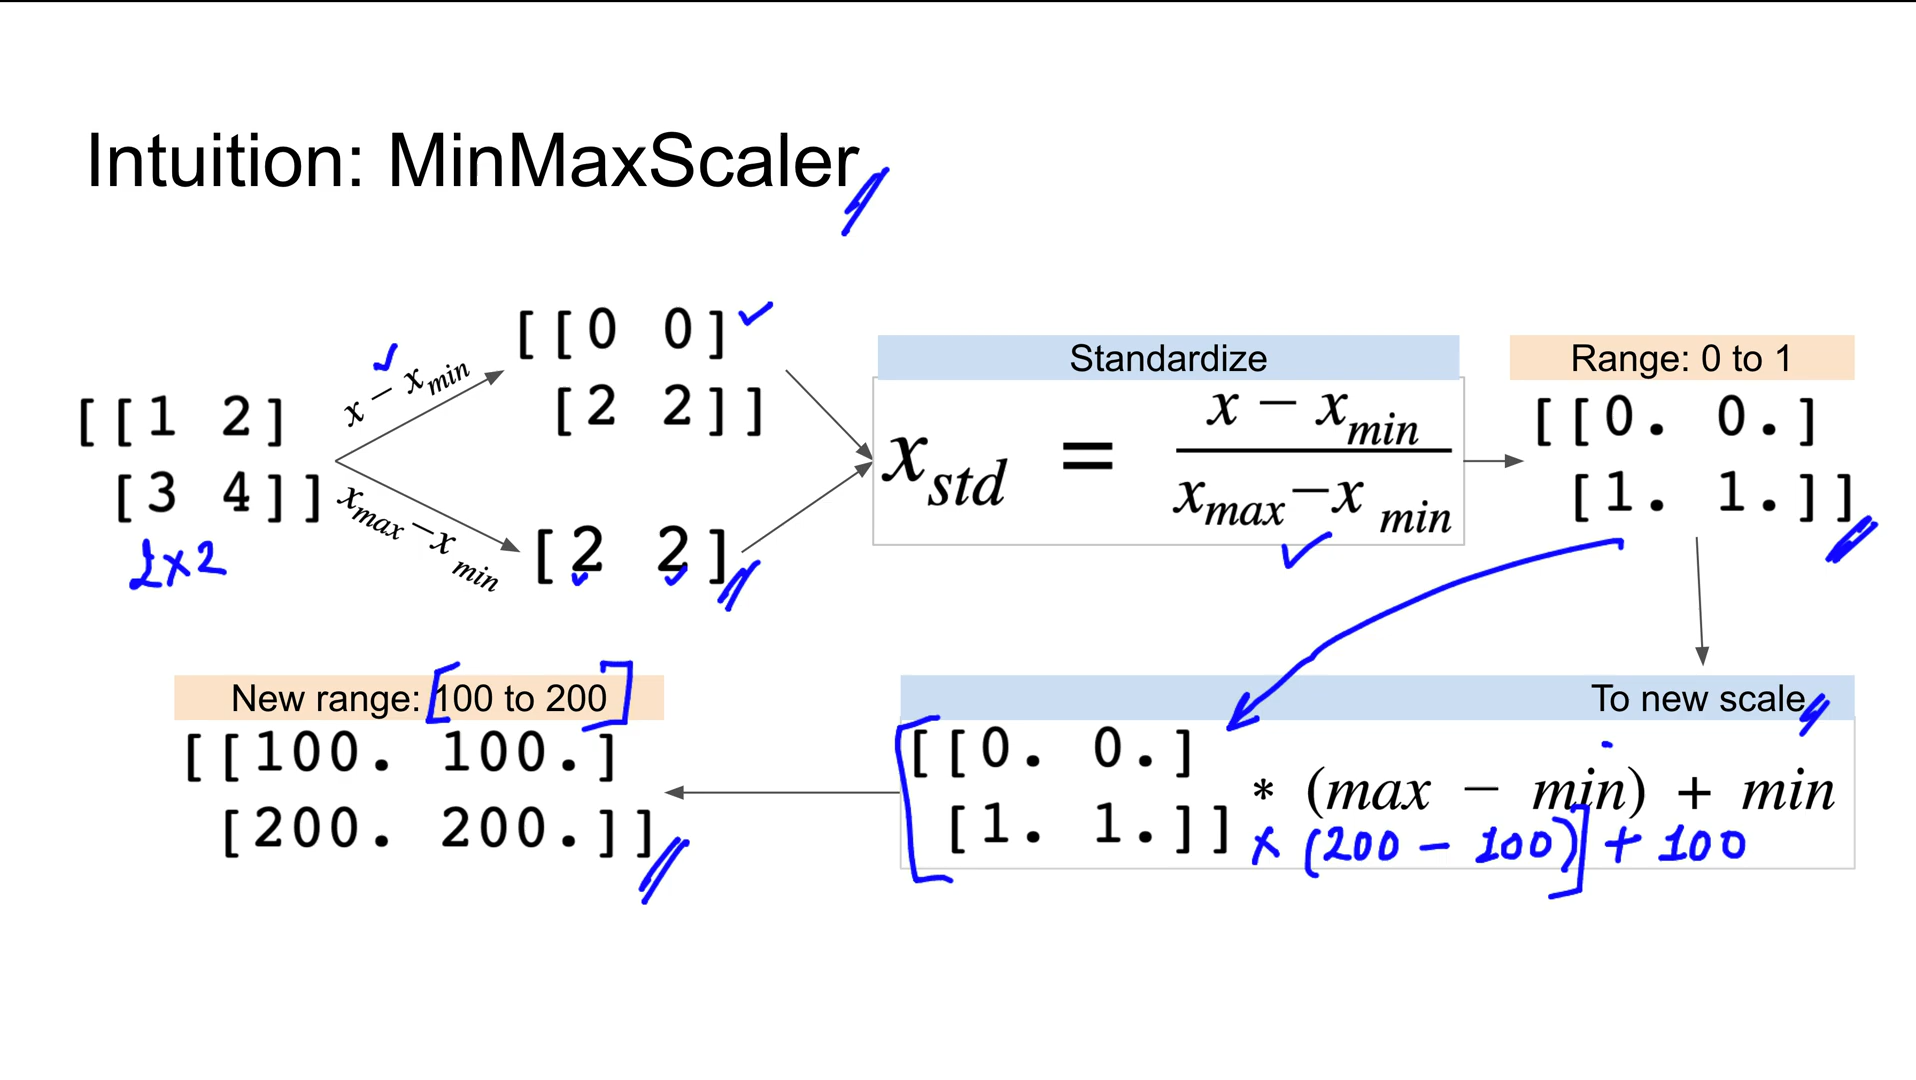 Intuition: MinMaxScaler
[[1 2]
[3 4]]
2x2
x − x_min
x_max − x_min
[[0 0]
[2 2]]
[2 2]
Standardize
x_std = (x − x_min) / (x_max − x_min)
Range: 0 to 1
[[0. 0.]
[1. 1.]]
To new scale
[[0. 0.]
[1. 1.]]
* (max − min) + min
x (200 − 100)] + 100
New range: [100 to 200]
[[100. 100.]
[200. 200.]]